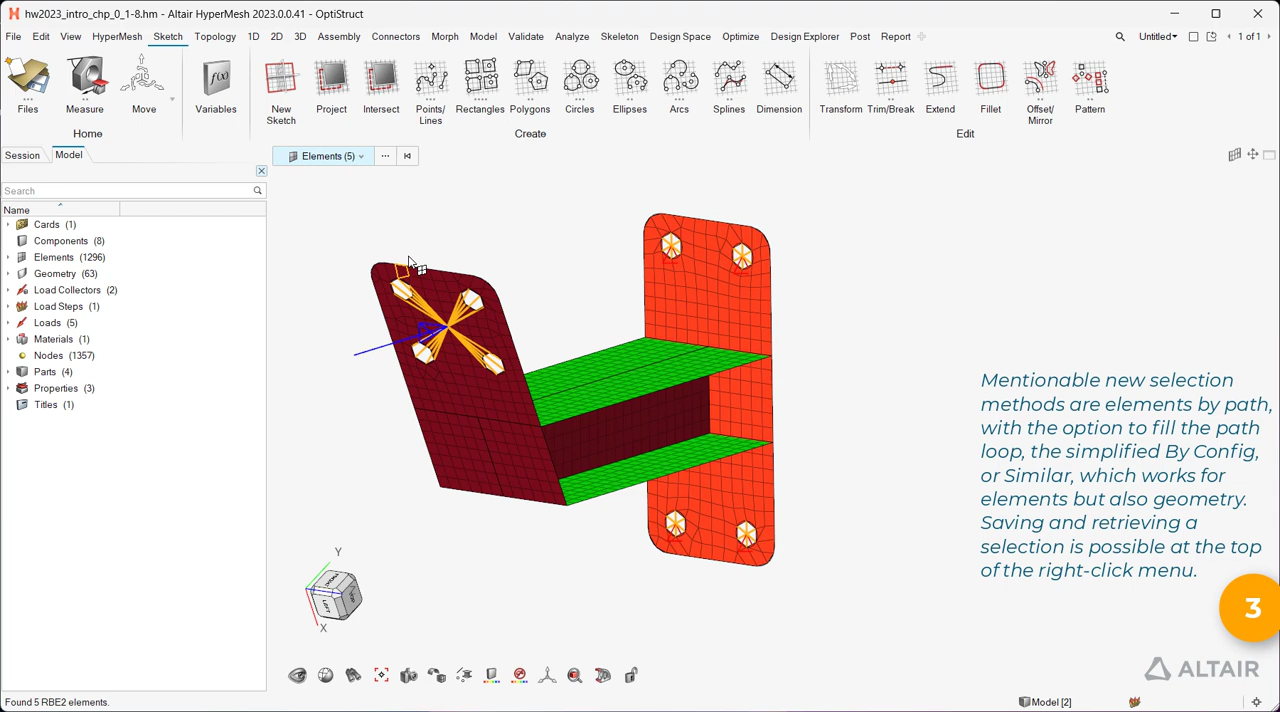 hw2023_intro_chp_0_1-8.hm - Altair HyperMesh 2023.0.0.41 - OptiStruct
File Edit View HyperMesh Sketch Topology 1D 2D 3D Assembly Connectors Morph Model Validate Analyze Skeleton Design Space Optimize Design Explorer Post Report Untitled 1 of 1
Files Measure Move Variables New Sketch Project Intersect Points/Lines Rectangles Polygons Circles Ellipses Arcs Splines Dimension Transform Trim/Break Extend Fillet Offset/Mirror Pattern
Home Create Edit
Session Model
Elements (5)
Search
Name
Cards (1)
Components (8)
Elements (1296)
Geometry (63)
Load Collectors (2)
Load Steps (1)
Loads (5)
Materials (1)
Nodes (1357)
Parts (4)
Properties (3)
Titles (1)
Mentionable new selection
methods are elements by path,
with the option to fill the path
loop, the simplified By Config,
or Similar, which works for
elements but also geometry.
Saving and retrieving a
selection is possible at the top
of the right-click menu.
3
Y
LEFT
X
ALTAIR
Found 5 RBE2 elements.
Model [2]